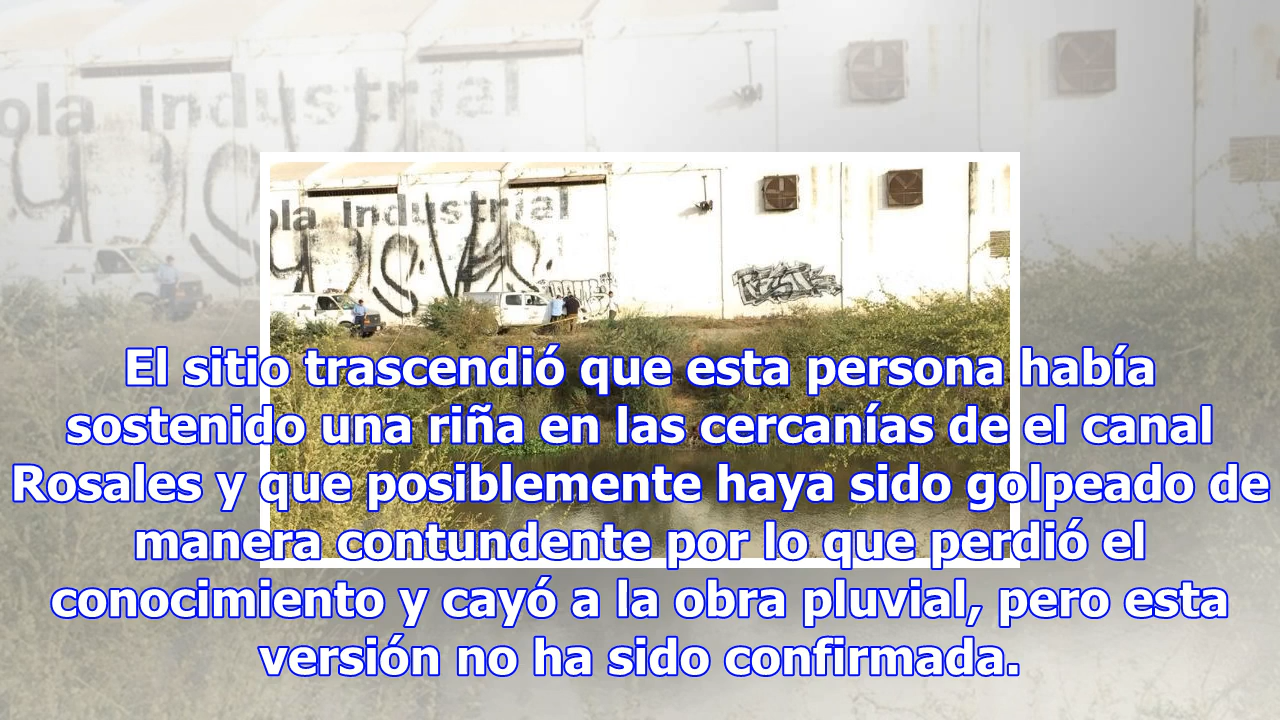 ola Industrial
ola Industrial
El sitio trascendió que esta persona había
sostenido una riña en las cercanías de el canal
Rosales y que posiblemente haya sido golpeado de
manera contundente por lo que perdió el
conocimiento y cayó a la obra pluvial, pero esta
versión no ha sido confirmada.